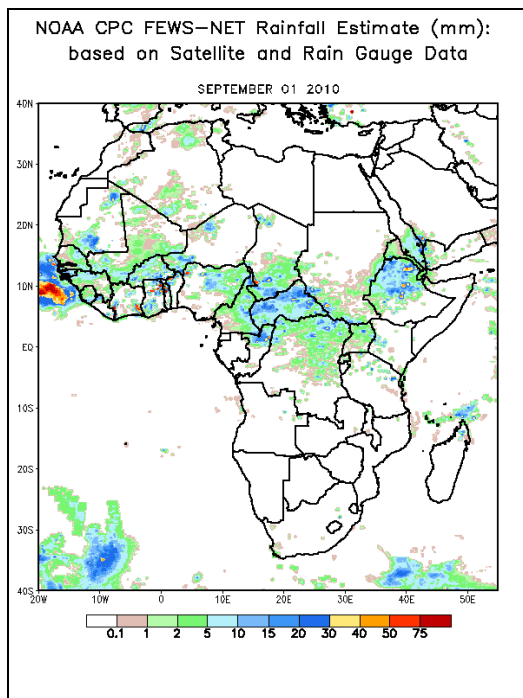 NOAA CPC FEWS-NET Rainfall Estimate (mm):
based on Satellite and Rain Gauge Data
SEPTEMBER 01 2010
40N
30N
20N
10N
EQ
10S
20S
30S
40S
20W 10W 0 10E 20E 30E 40E 50E
0.1 1 2 5 10 15 20 30 40 50 75